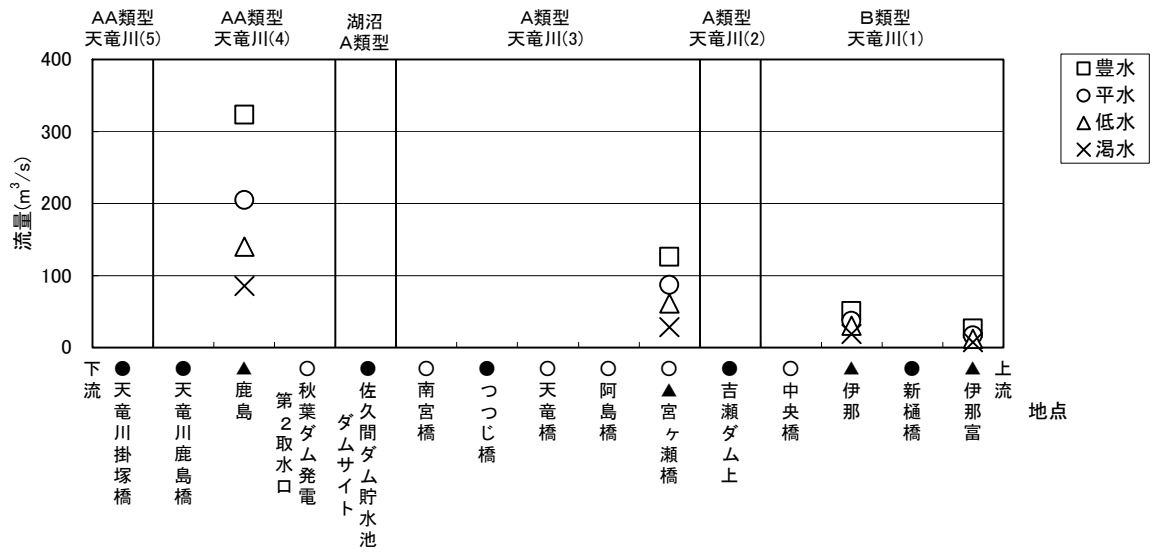 AA類型
天竜川(5)
AA類型
天竜川(4)
湖沼
A類型
A類型
天竜川(3)
A類型
天竜川(2)
B類型
天竜川(1)
400
300
200
100
0
流量(m³/s)
□豊水
○平水
△低水
×渇水
下流
●天竜川掛塚橋
●天竜川鹿島橋
▲鹿島
○秋葉ダム発電
第2取水口
●佐久間ダム貯水池
ダムサイト
○南宮橋
●つつじ橋
○天竜橋
○阿島橋
○▲宮ヶ瀬橋
●吉瀬ダム上
○中央橋
▲伊那
●新樋橋
▲伊那富
上流
地点